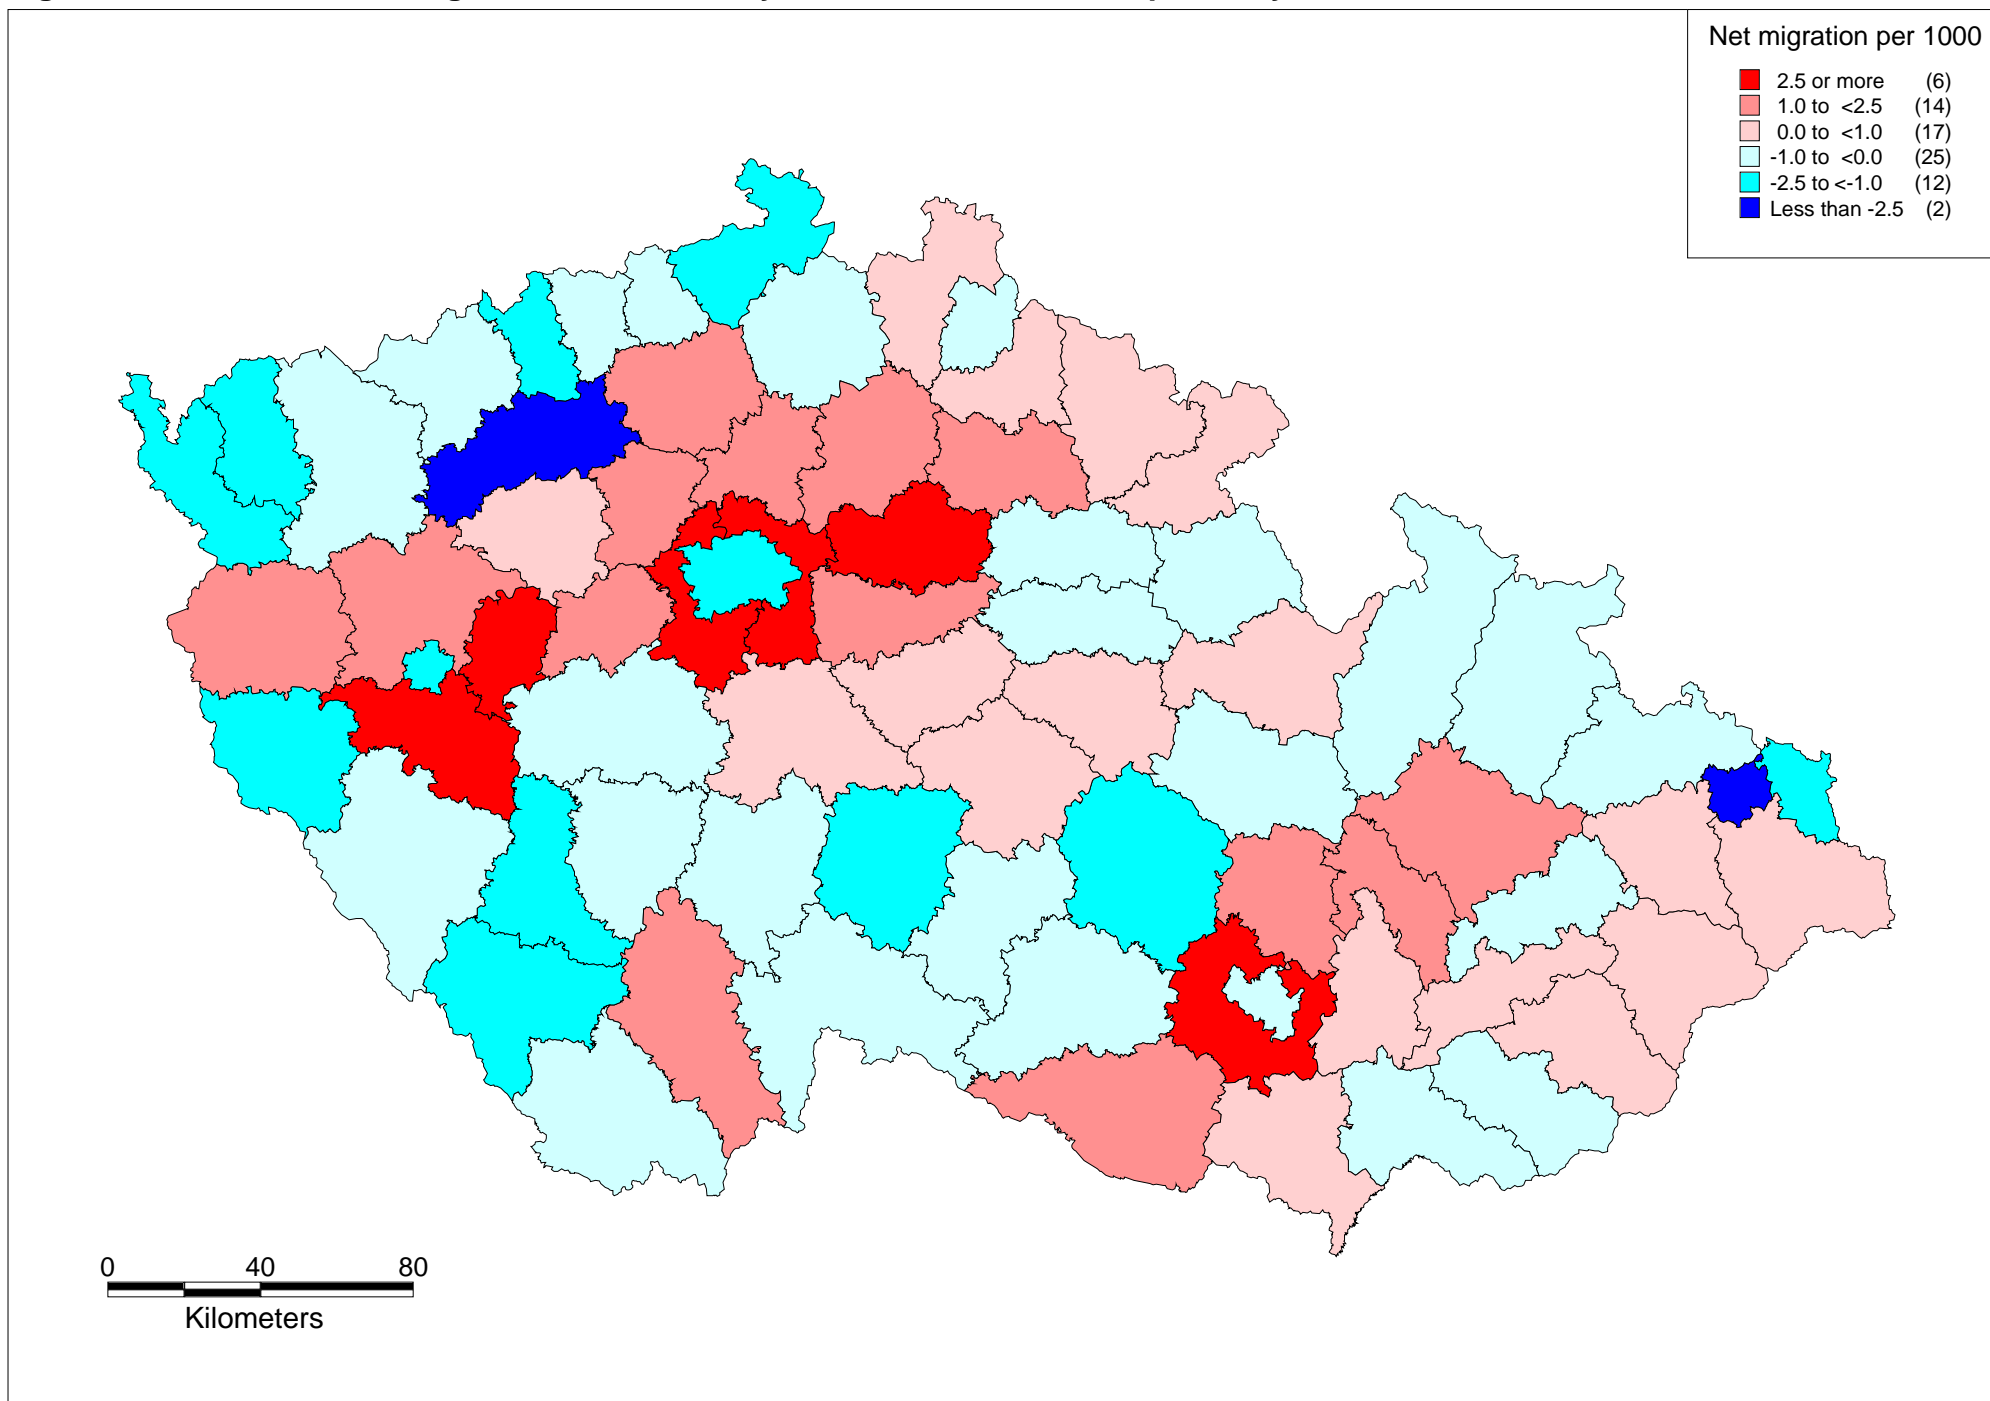 Net migration per 1000
2.5 or more (6)
1.0 to <2.5 (14)
0.0 to <1.0 (17)
-1.0 to <0.0 (25)
-2.5 to <-1.0 (12)
Less than -2.5 (2)
0 40 80
Kilometers